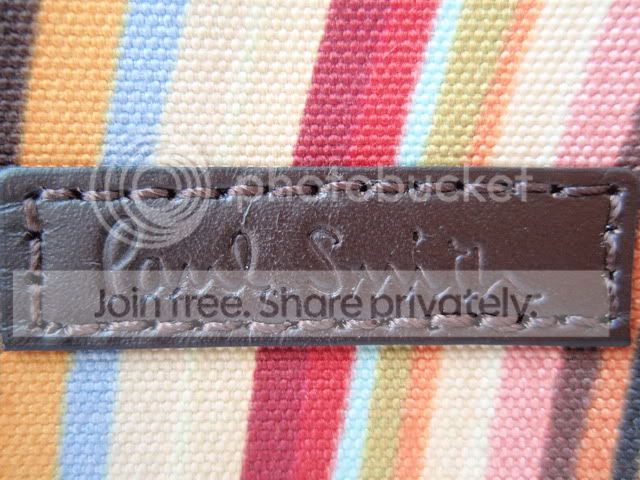 photobucket
Paul Smith
Join free. Share privately.